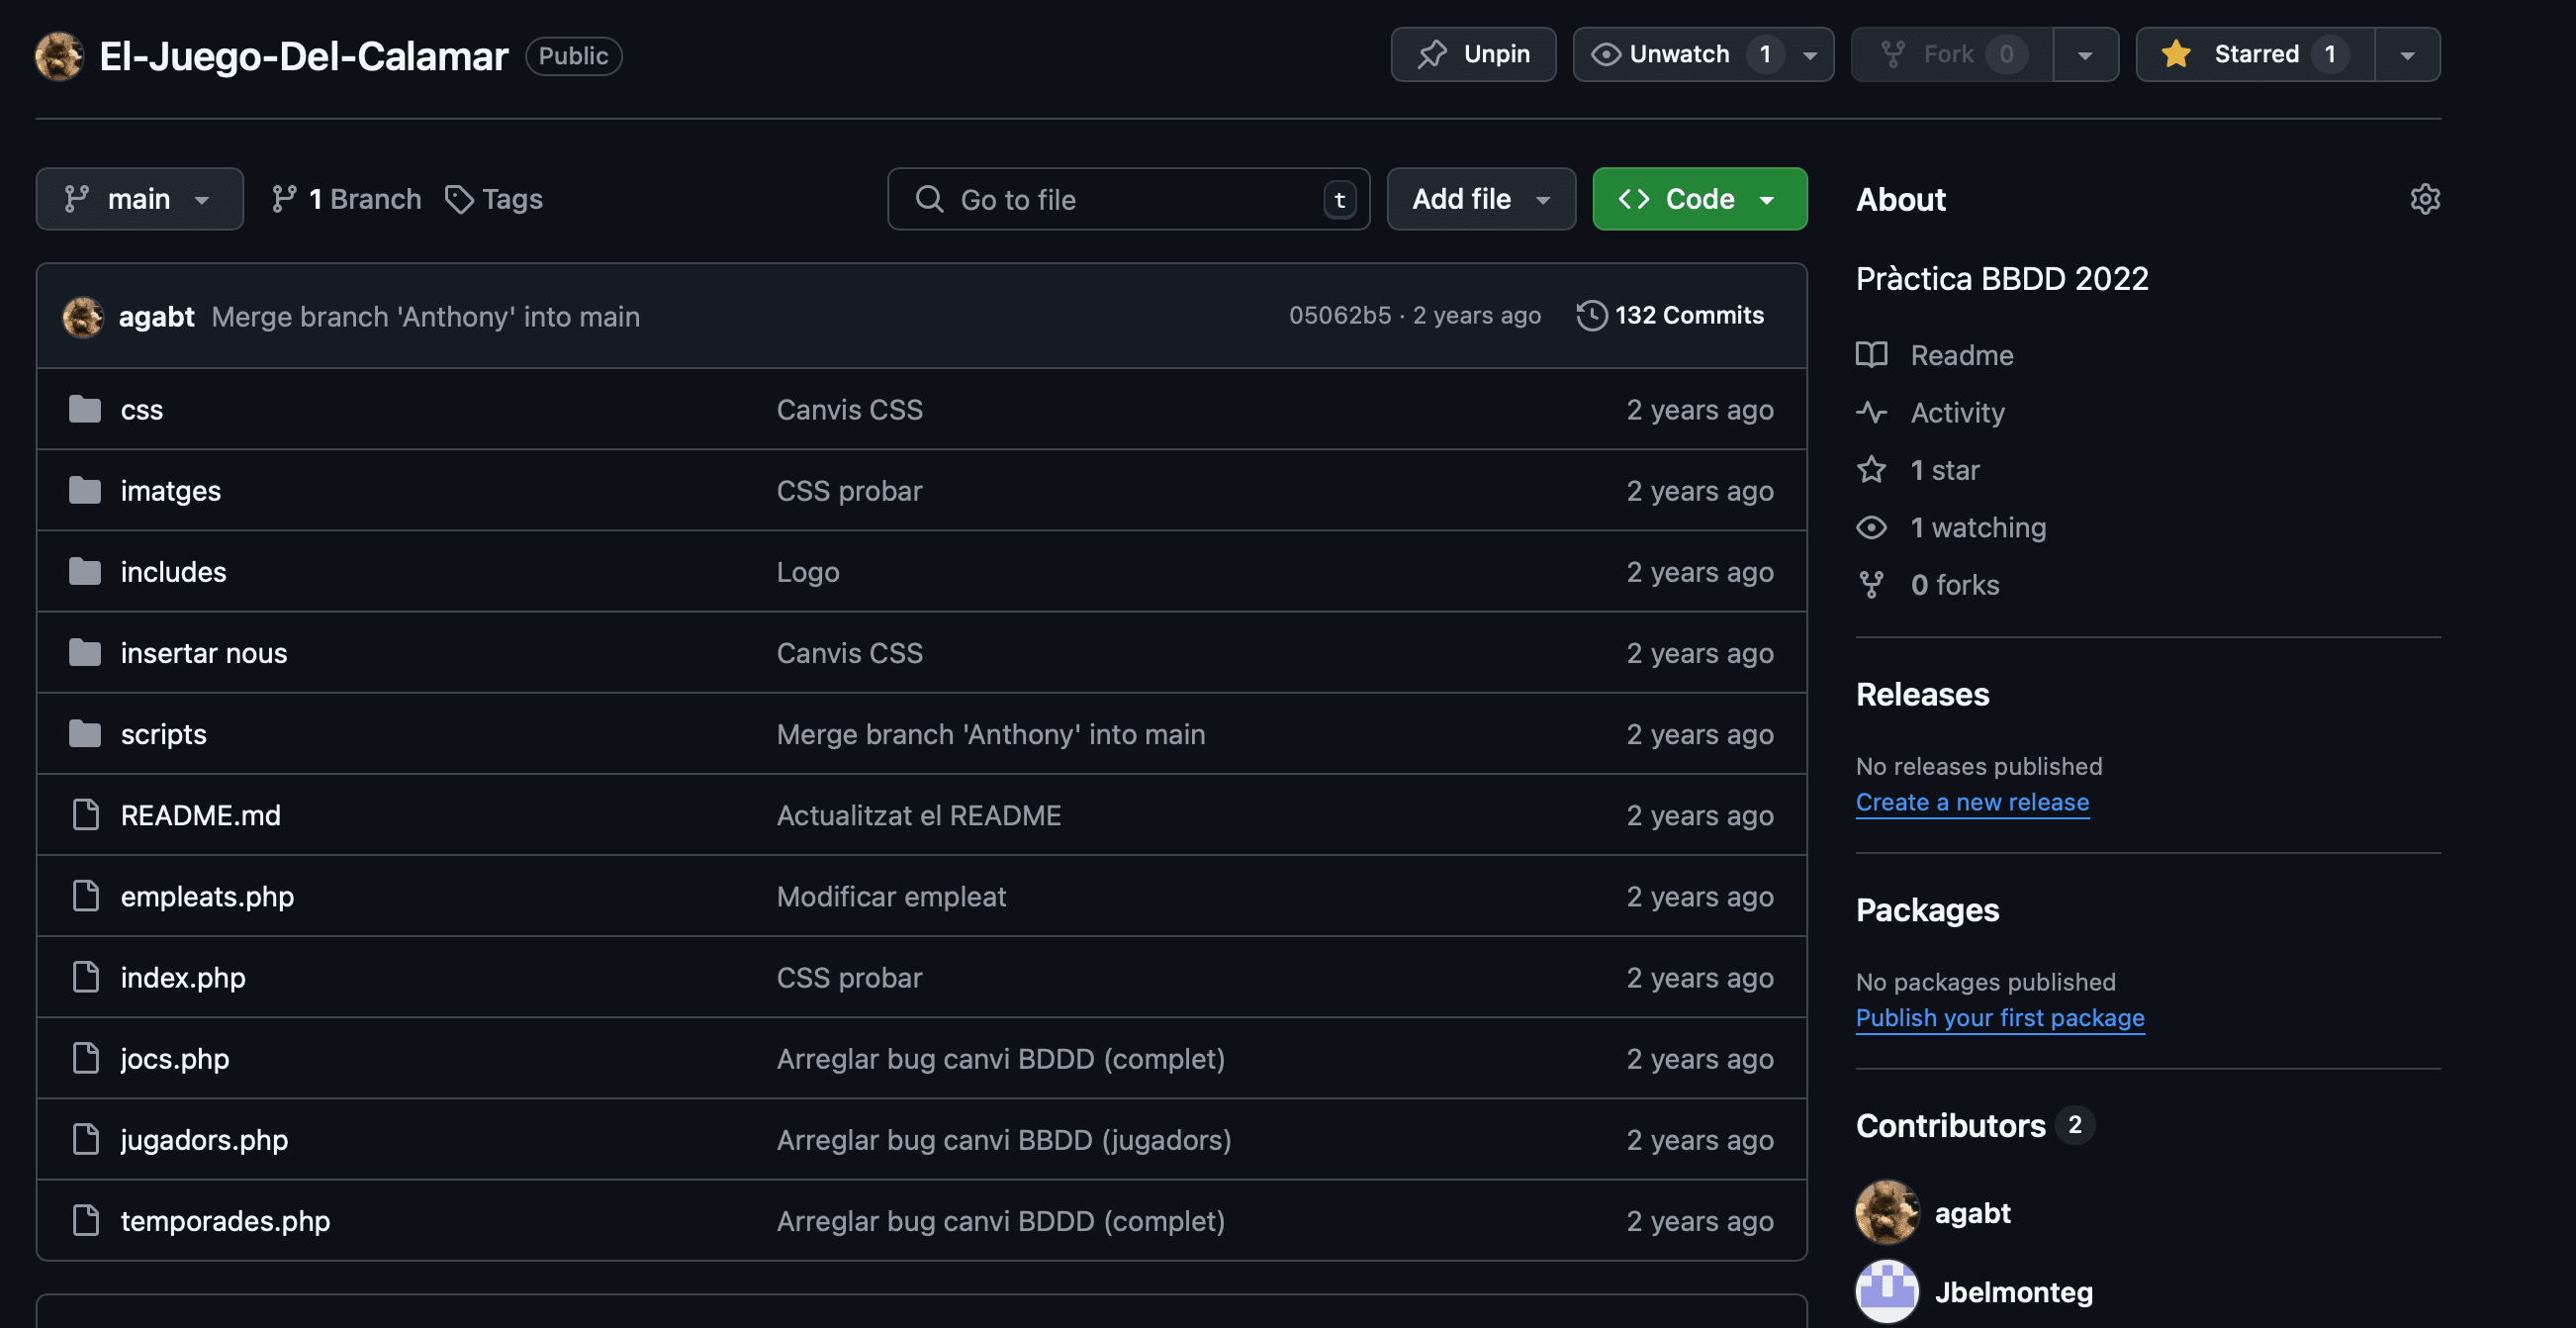 El-Juego-Del-Calamar Public Unpin Unwatch 1 Fork 0 Starred 1
main 1 Branch Tags Go to file t Add file Code
agabt Merge branch 'Anthony' into main 05062b5 · 2 years ago 132 Commits
css Canvis CSS 2 years ago
imatges CSS probar 2 years ago
includes Logo 2 years ago
insertar nous Canvis CSS 2 years ago
scripts Merge branch 'Anthony' into main 2 years ago
README.md Actualitzat el README 2 years ago
empleats.php Modificar empleat 2 years ago
index.php CSS probar 2 years ago
jocs.php Arreglar bug canvi BDDD (complet) 2 years ago
jugadors.php Arreglar bug canvi BBDD (jugadors) 2 years ago
temporades.php Arreglar bug canvi BDDD (complet) 2 years ago
About
Pràctica BBDD 2022
Readme
Activity
1 star
1 watching
0 forks
Releases
No releases published
Create a new release
Packages
No packages published
Publish your first package
Contributors 2
agabt
Jbelmonteg